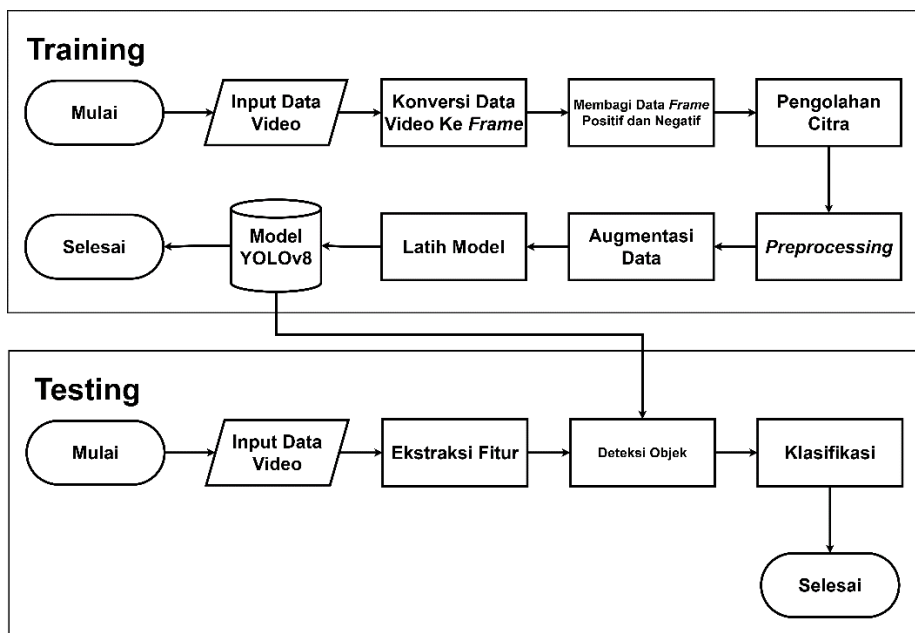 Training
Mulai
Input Data
Video
Konversi Data
Video Ke Frame
Membagi Data Frame
Positif dan Negatif
Pengolahan
Citra
Preprocessing
Augmentasi
Data
Latih Model
Model
YOLOv8
Selesai
Testing
Mulai
Input Data
Video
Ekstraksi Fitur
Deteksi Objek
Klasifikasi
Selesai